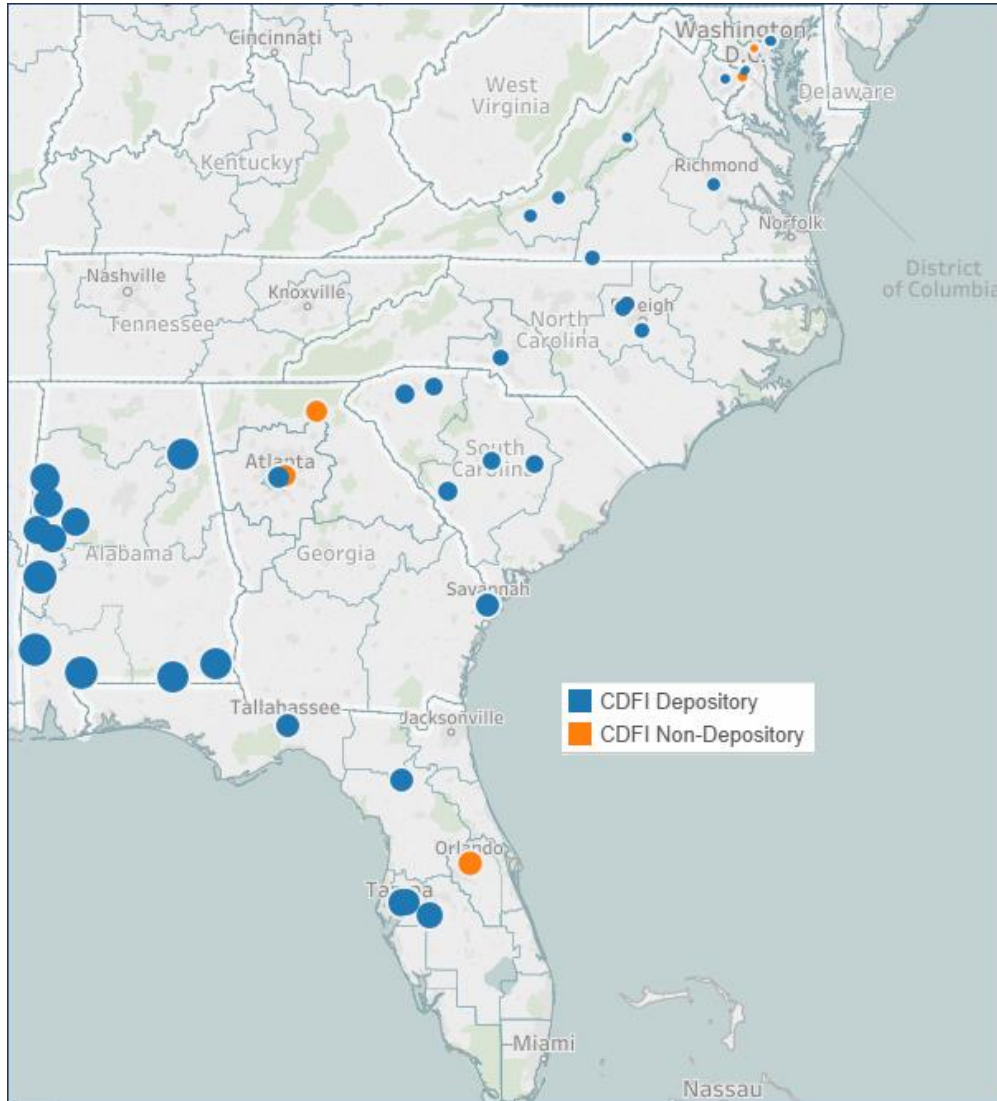 Washington,
D.C.
Cincinnati
West
Virginia
Delaware
Kentucky
Richmond
Norfolk
Nashville
Knoxville
District
of Columbia
Tennessee
North
Carolina
Atlanta
South
Carolina
Alabama
Georgia
Savannah
CDFI Depository
Tallahassee
Jacksonville
CDFI Non-Depository
Orlando
Miami
Nassau